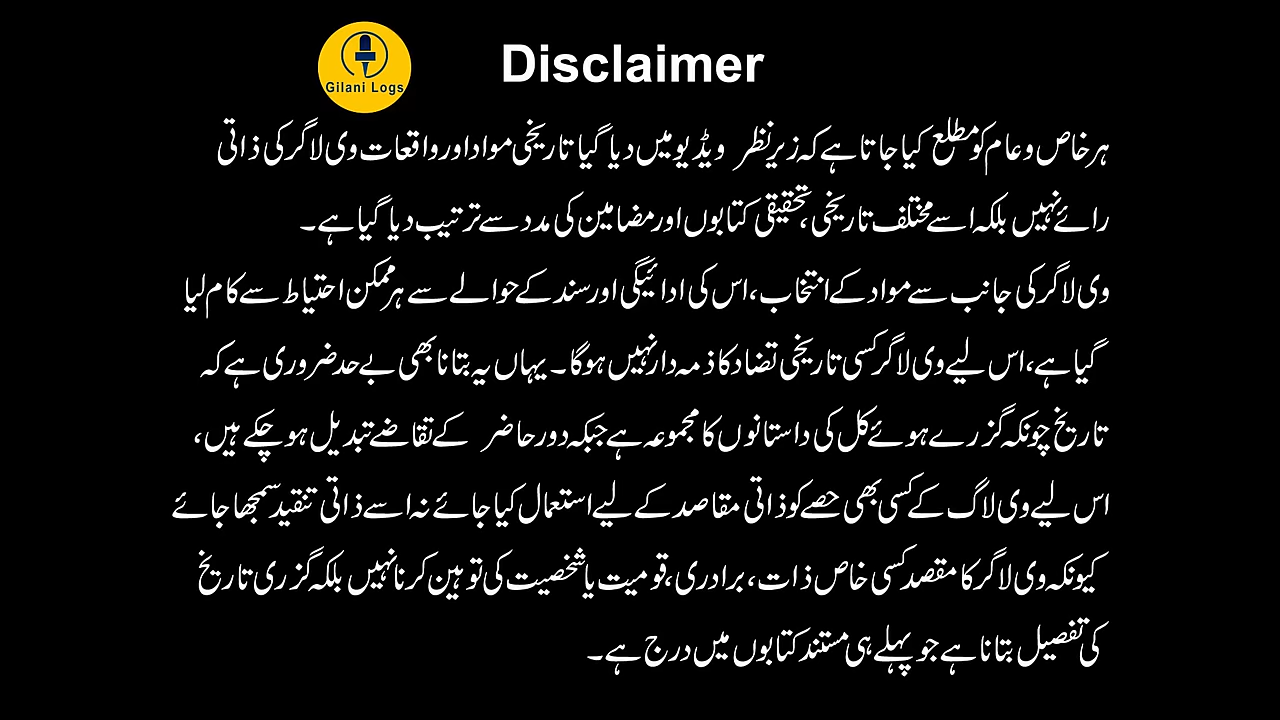 Gilani Logs
Disclaimer
ہر خاص و عام کو مطلع کیا جاتا ہے کہ زیر نظر ویڈیو میں دیا گیا تاریخی مواد اور واقعات وی لاگر کی ذاتی
رائے نہیں بلکہ اسے مختلف تاریخی، تحقیقی کتابوں اور مضامین کی مدد سے ترتیب دیا گیا ہے۔
وی لاگر کی جانب سے مواد کے انتخاب، اس کی ادائیگی اور سند کے حوالے سے ہر ممکن احتیاط سے کام لیا
گیا ہے، اس لیے وی لاگر کسی تاریخی تضاد کا ذمہ دار نہیں ہوگا۔ یہاں یہ بتانا بھی بے حد ضروری ہے کہ
تاریخ چونکہ گزرے ہوئے کل کی داستانوں کا مجموعہ ہے جبکہ دور حاضر کے تقاضے تبدیل ہو چکے ہیں،
اس لیے وی لاگ کے کسی بھی حصے کو ذاتی مقاصد کے لیے استعمال کیا جائے نہ اسے ذاتی تنقید سمجھا جائے
کیونکہ وی لاگر کا مقصد کسی خاص ذات، برادری، قومیت یا شخصیت کی توہین کرنا نہیں بلکہ گزری تاریخ
کی تفصیل بتانا ہے جو پہلے ہی مستند کتابوں میں درج ہے۔